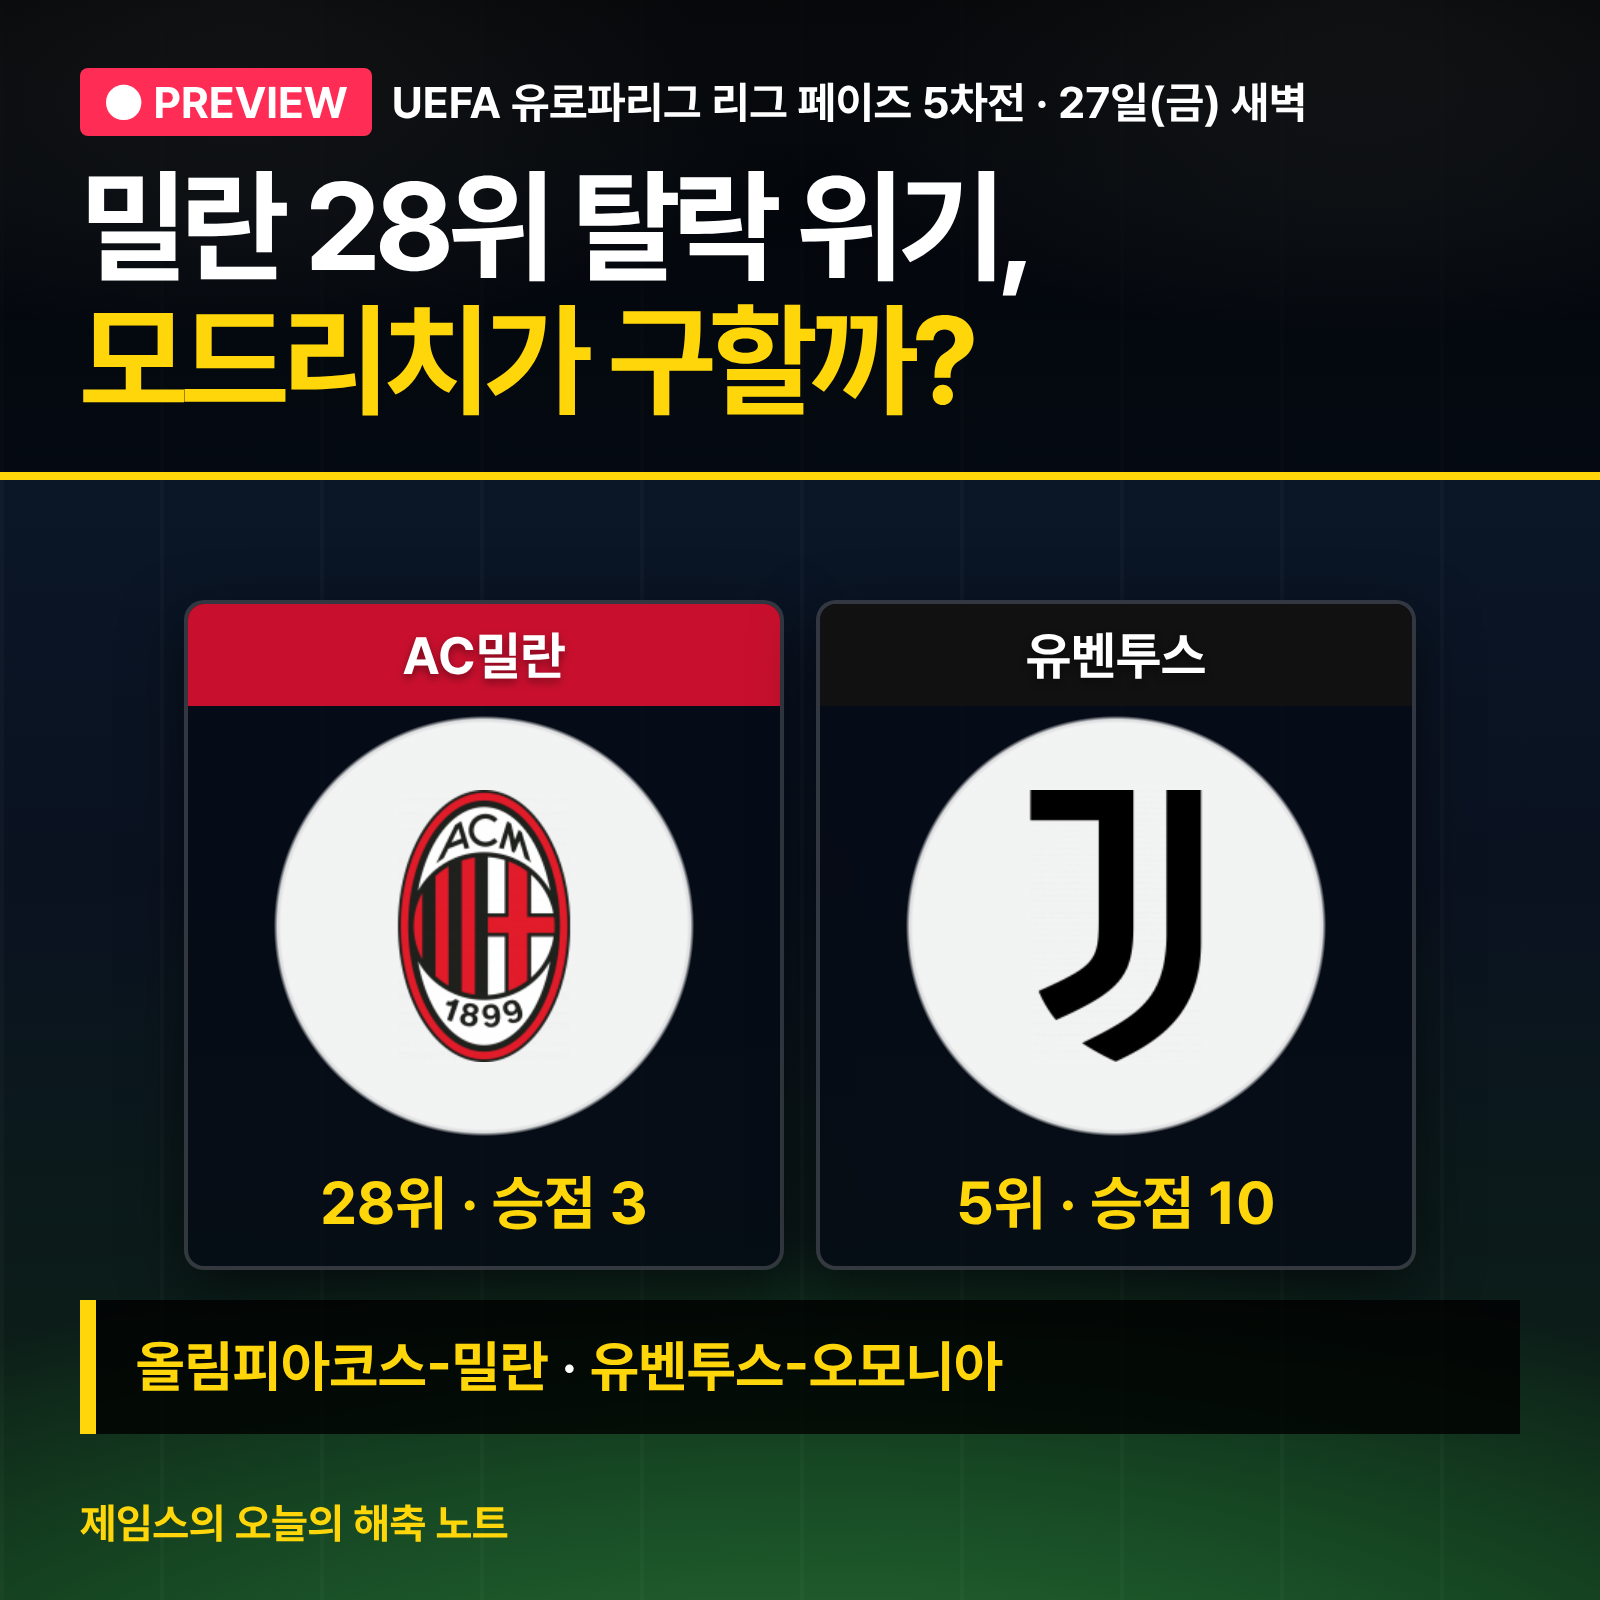 PREVIEW UEFA 유로파리그 리그 페이즈 5차전 · 27일(금) 새벽
밀란 28위 탈락 위기,
모드리치가 구할까?
AC밀란
유벤투스
ACM
1899
28위 · 승점 3
5위 · 승점 10
올림피아코스-밀란 · 유벤투스-오모니아
제임스의 오늘의 해축 노트